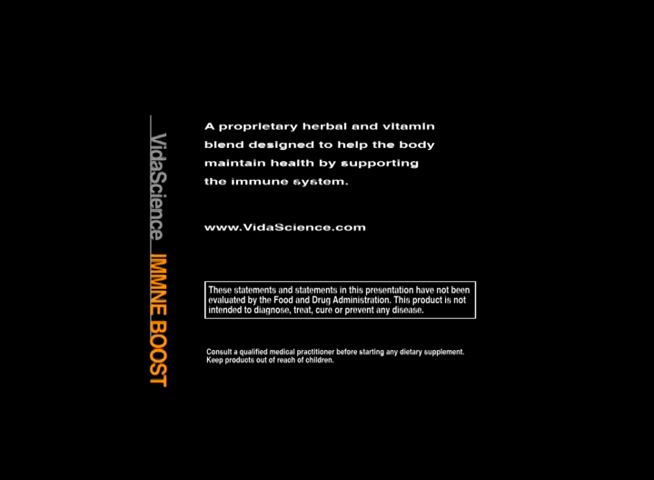 A proprietary herbal and vitamin
blend designed to help the body
maintain health by supporting
the immune system.
www.VidaScience.com
VidaScience IMMNE BOOST
These statements and statements in this presentation have not been
evaluated by the Food and Drug Administration. This product is not
intended to diagnose, treat, cure or prevent any disease.
Consult a qualified medical practitioner before starting any dietary supplement.
Keep products out of reach of children.